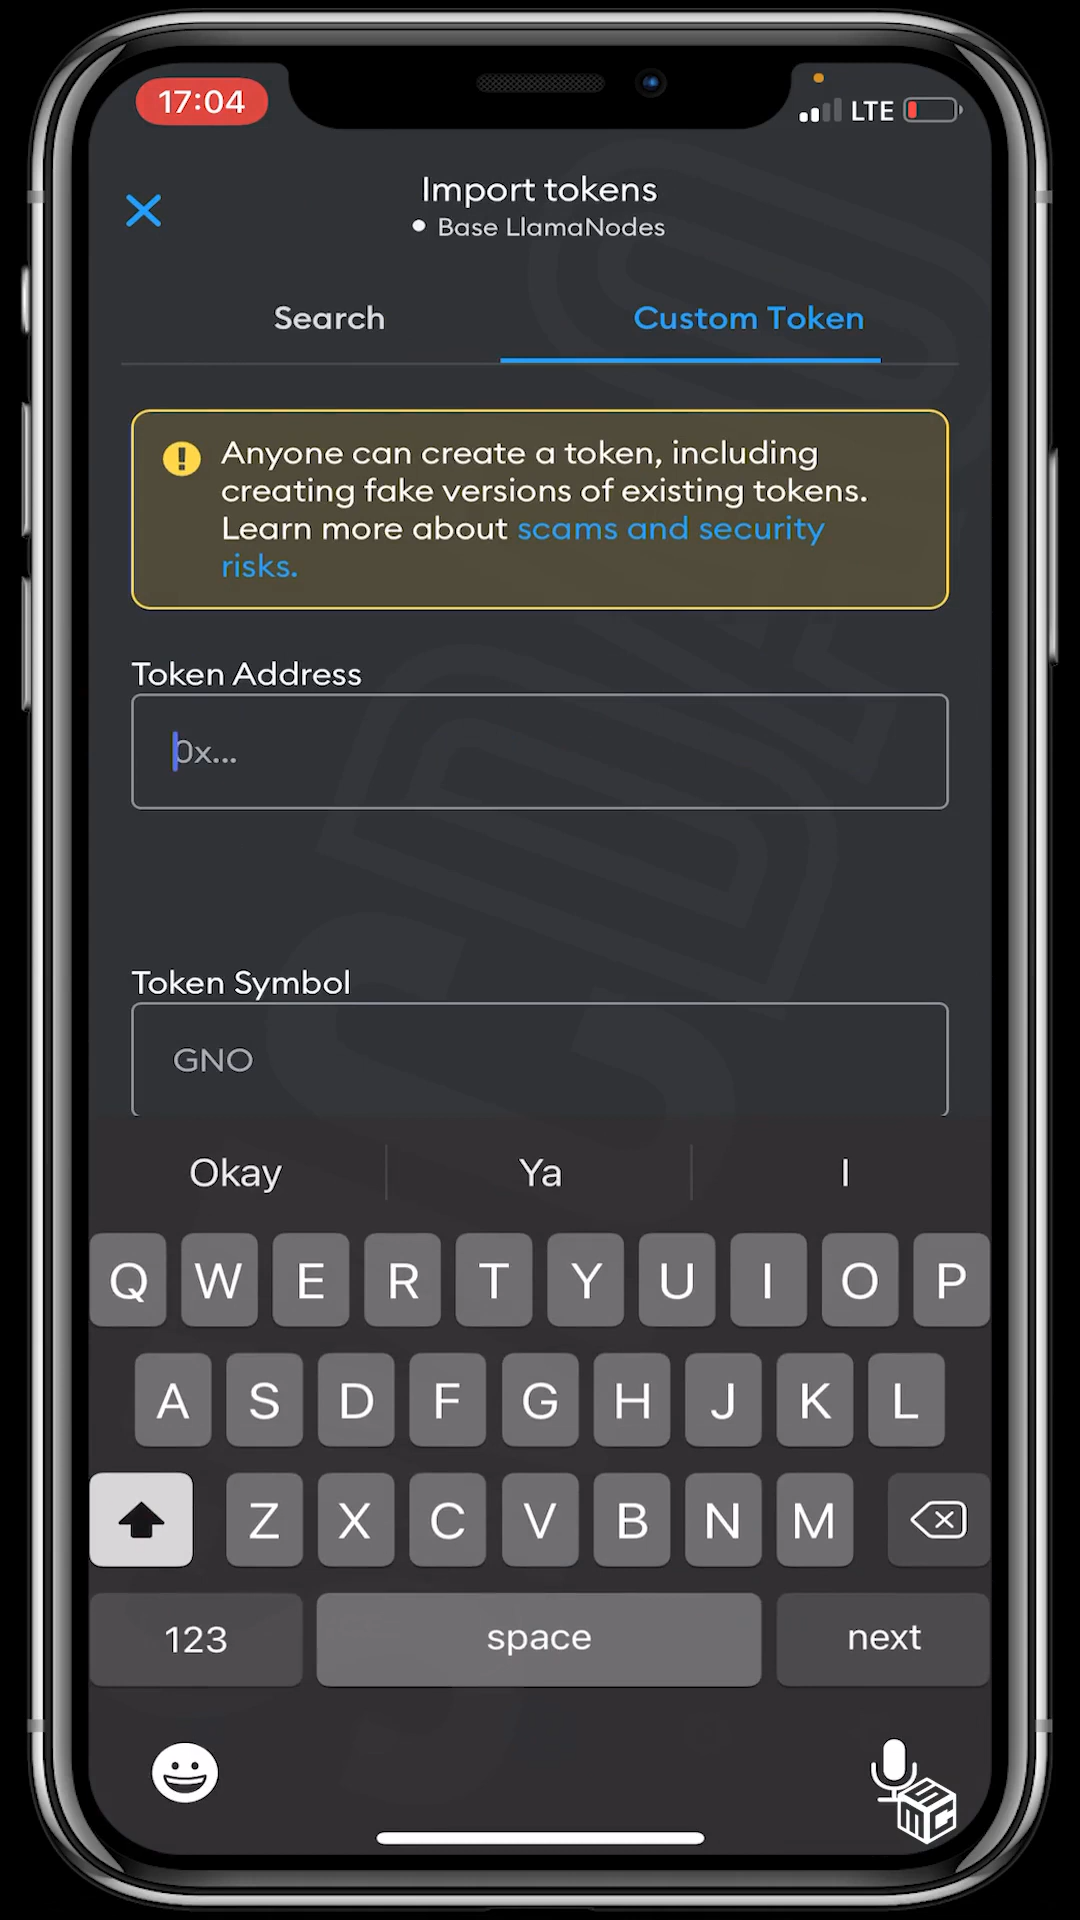 17:04
LTE
Import tokens
Base LlamaNodes
Search
Custom Token
Anyone can create a token, including
creating fake versions of existing tokens.
Learn more about scams and security
risks.
Token Address
0x...
Token Symbol
GNO
Okay
Ya
I
Q W E R T Y U I O P
A S D F G H J K L
Z X C V B N M
123
space
next